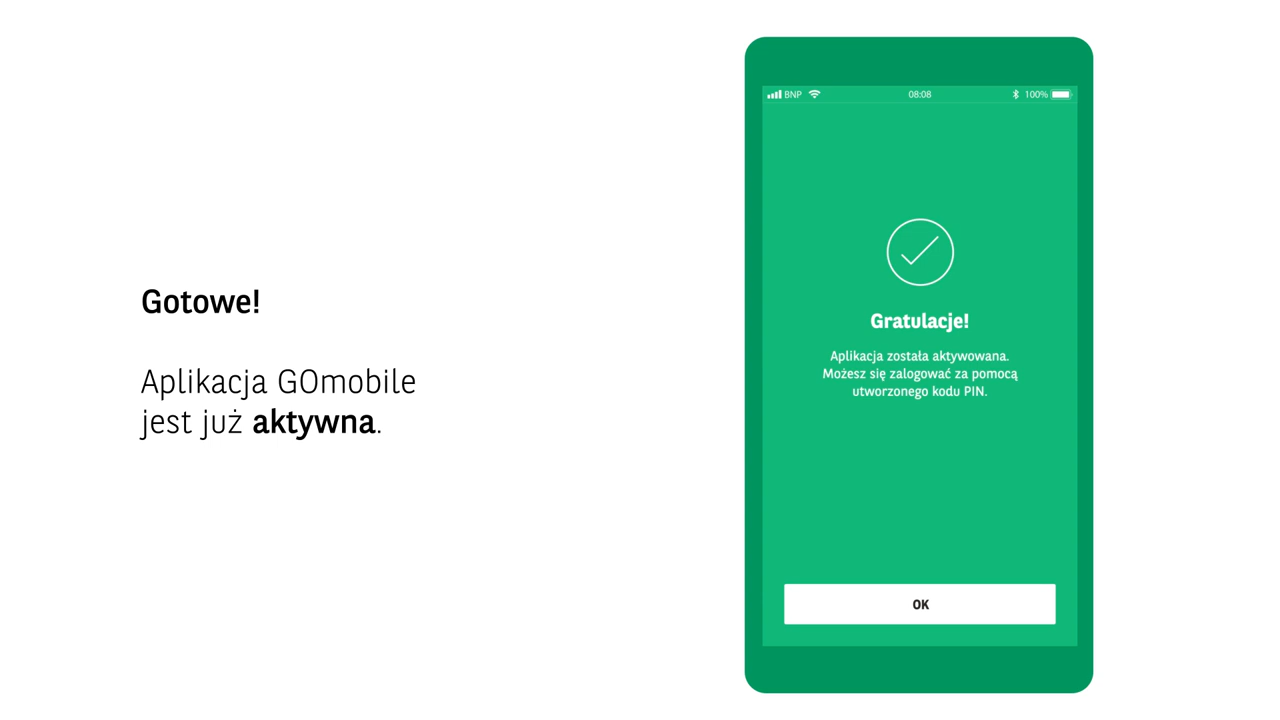 Gotowe!
Aplikacja GOmobile
jest już aktywna.
BNP 08:08 100%
Gratulacje!
Aplikacja została aktywowana.
Możesz się zalogować za pomocą
utworzonego kodu PIN.
OK